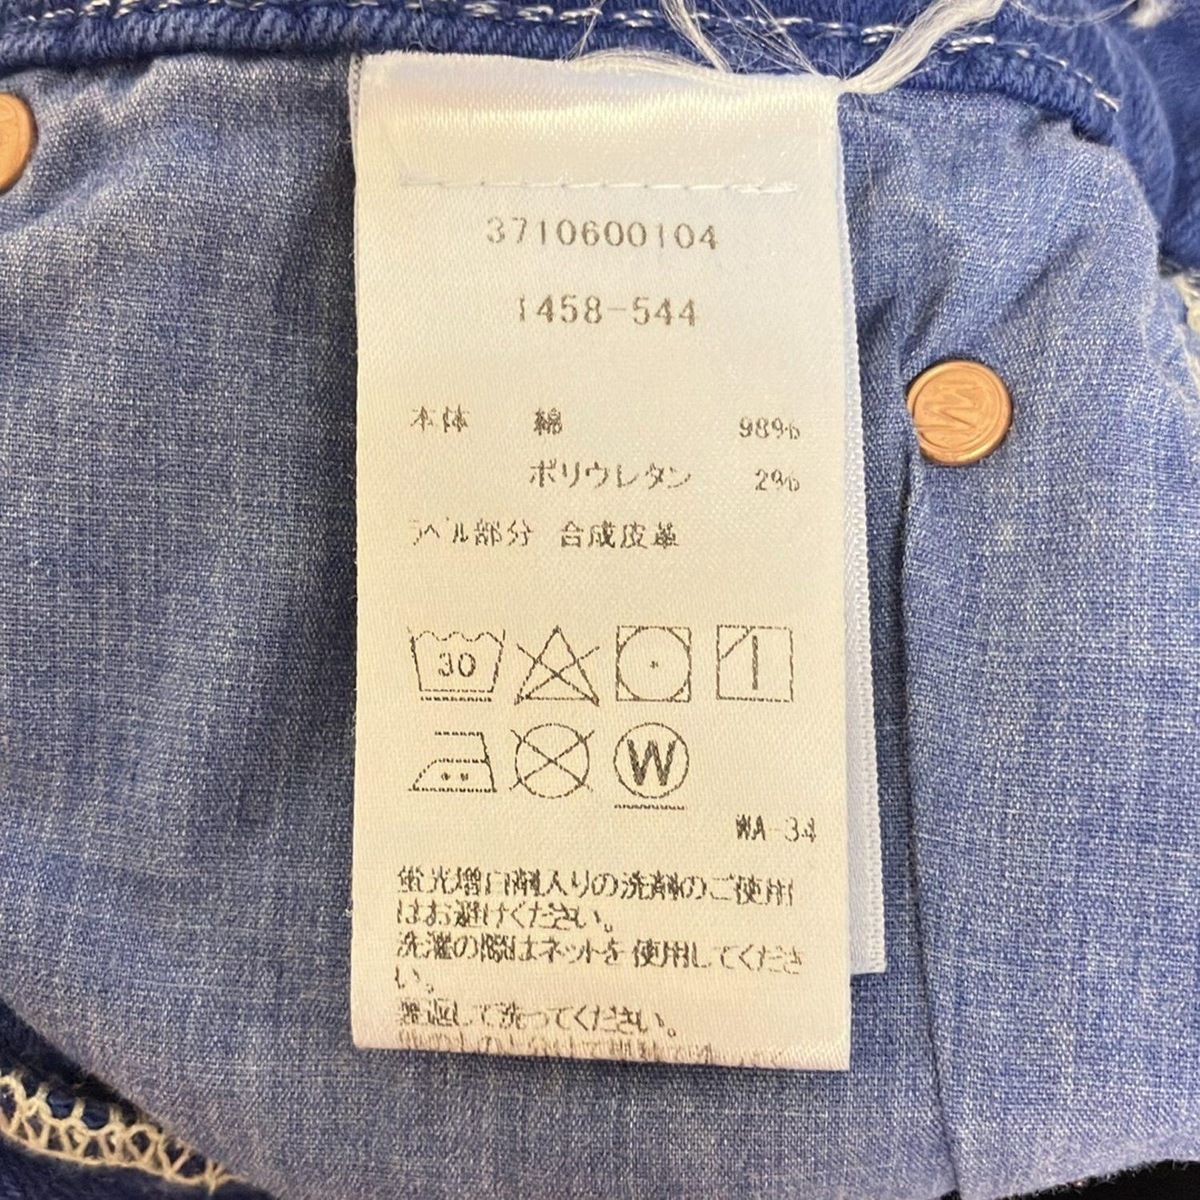 3710600104
1458-544
本体 綿 98%
ポリウレタン 2%
ラベル部分 合成皮革
30
W
WA-34
蛍光増白剤入りの洗剤のご使用
はお避けください。
洗濯の際はネットを使用してくださ
い。
裏返して洗ってください。